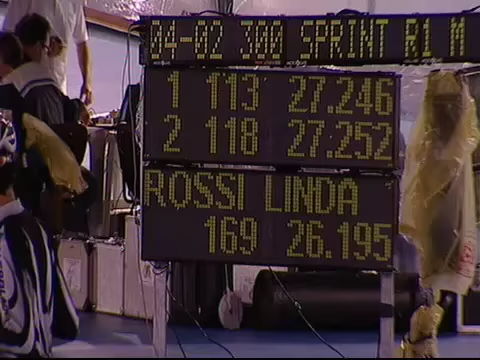 04-02 300 SPRINT R1 M
1 113 27.246
2 118 27.252
ROSSI LINDA
169 26.195